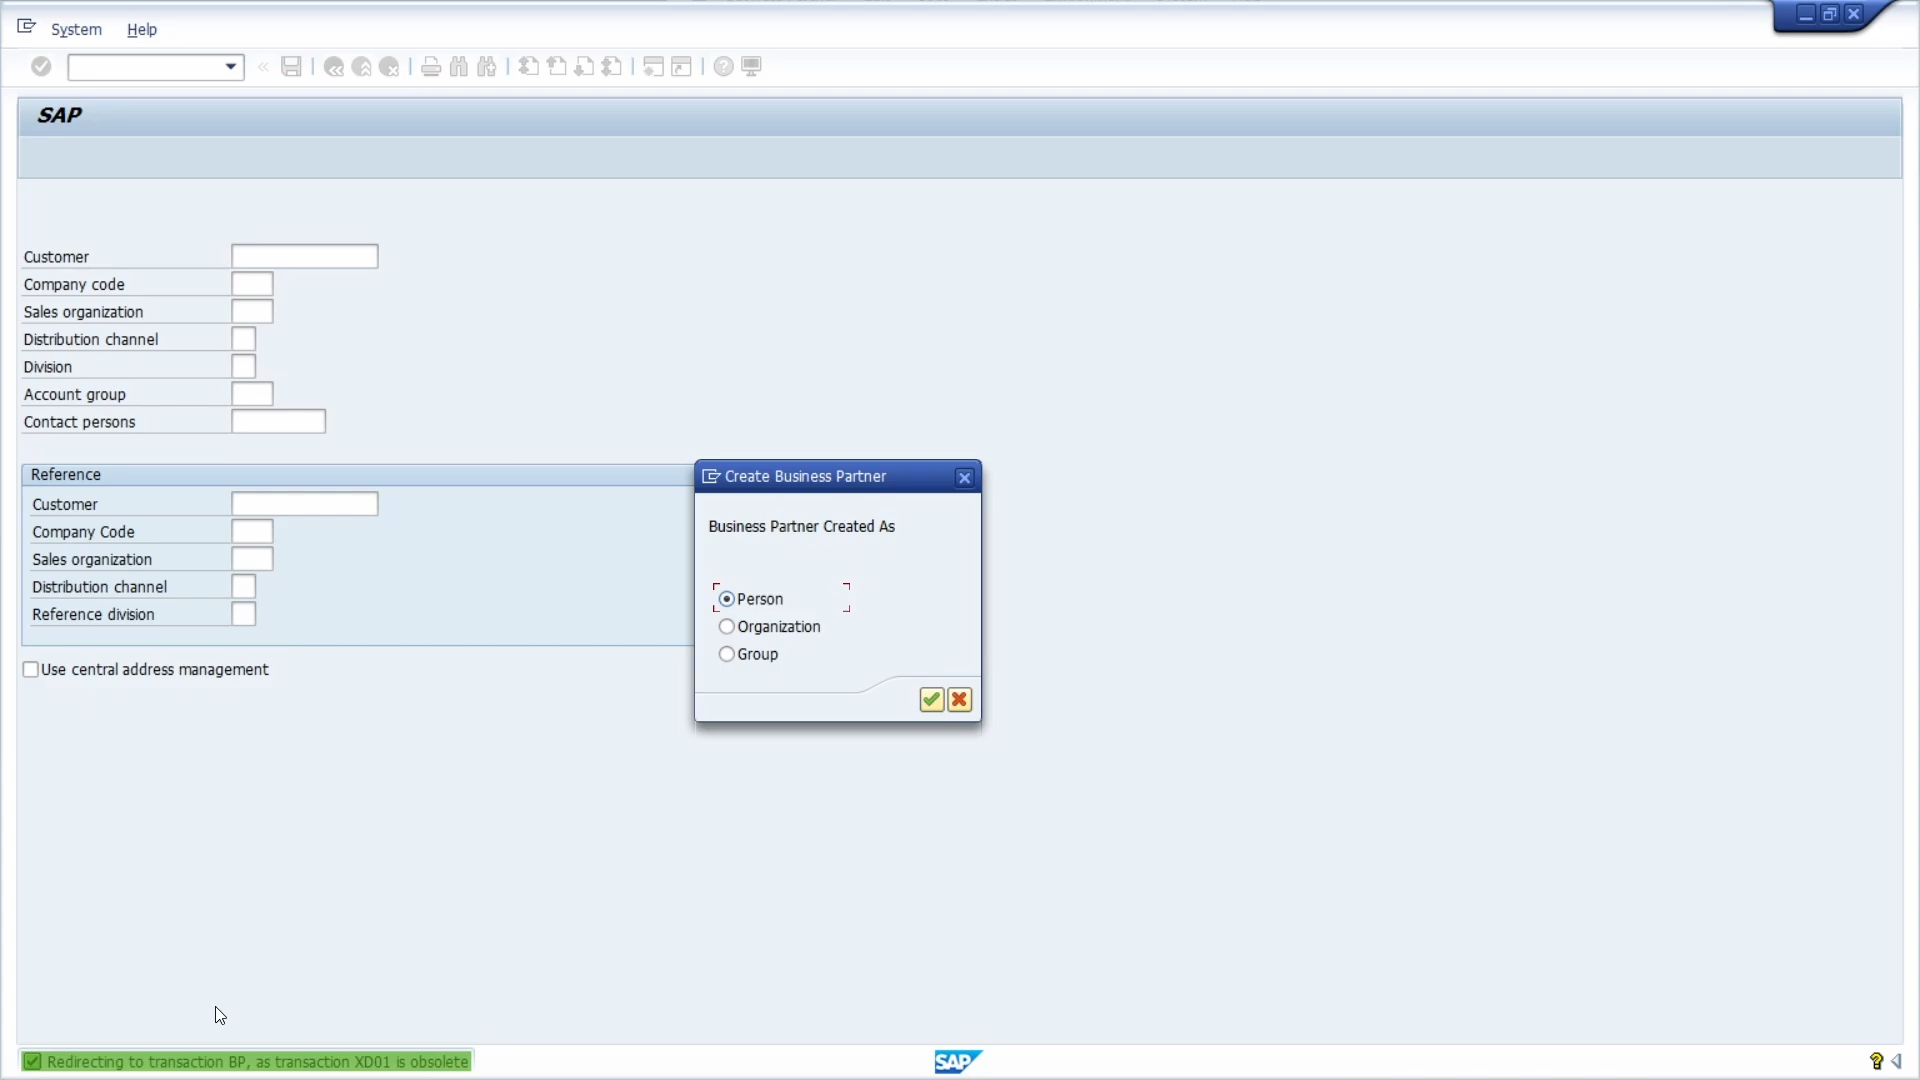 System Help
SAP
Customer
Company code
Sales organization
Distribution channel
Division
Account group
Contact persons
Reference
Customer
Company Code
Sales organization
Distribution channel
Reference division
Use central address management
Create Business Partner
Business Partner Created As
Person
Organization
Group
Redirecting to transaction BP, as transaction XD01 is obsolete
SAP